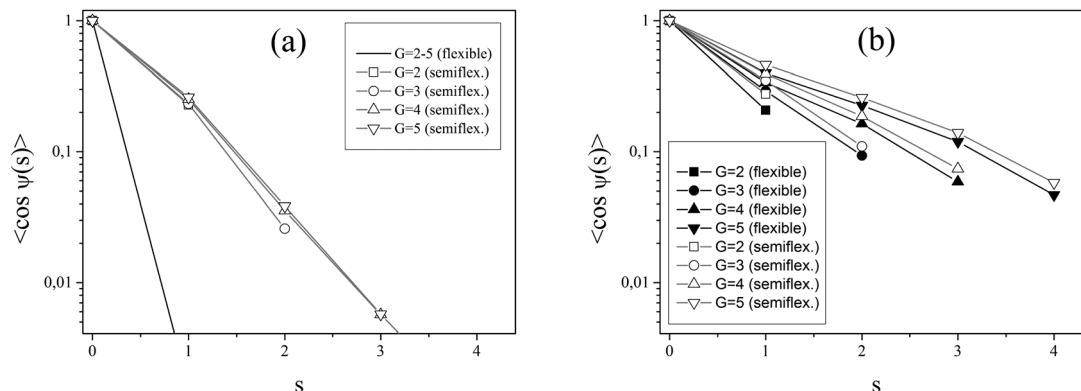 (a)
<cos ψ(s)>
1
0,1
0,01
0 1 2 3 4
s
G=2-5 (flexible)
G=2 (semiflex.)
G=3 (semiflex.)
G=4 (semiflex.)
G=5 (semiflex.)
(b)
<cos ψ(s)>
1
0,1
0,01
0 1 2 3 4
s
G=2 (flexible)
G=3 (flexible)
G=4 (flexible)
G=5 (flexible)
G=2 (semiflex.)
G=3 (semiflex.)
G=4 (semiflex.)
G=5 (semiflex.)